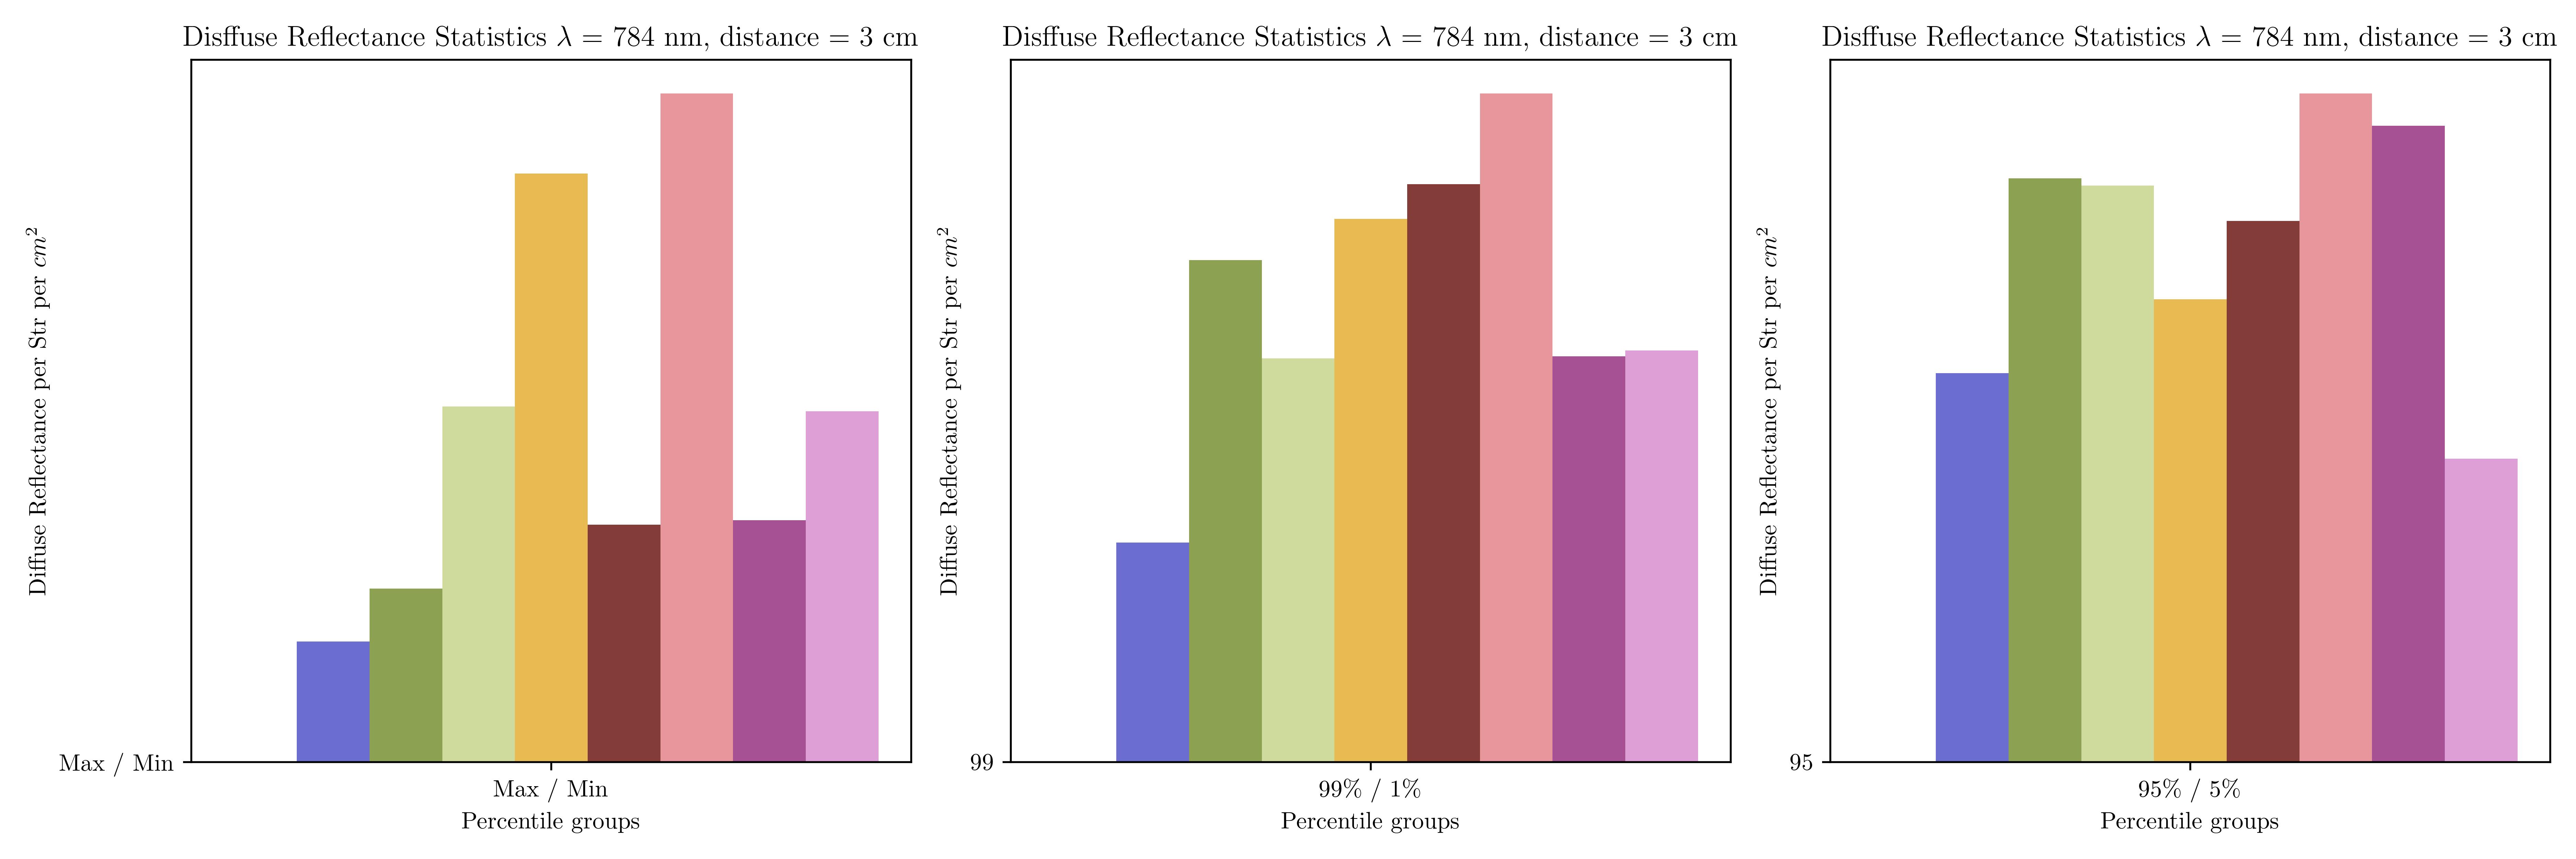 Disffuse Reflectance Statistics λ = 784 nm, distance = 3 cm
Diffuse Reflectance per Str per cm²
Max / Min
Max / Min
Percentile groups
Disffuse Reflectance Statistics λ = 784 nm, distance = 3 cm
Diffuse Reflectance per Str per cm²
99
99% / 1%
Percentile groups
Disffuse Reflectance Statistics λ = 784 nm, distance = 3 cm
Diffuse Reflectance per Str per cm²
95
95% / 5%
Percentile groups